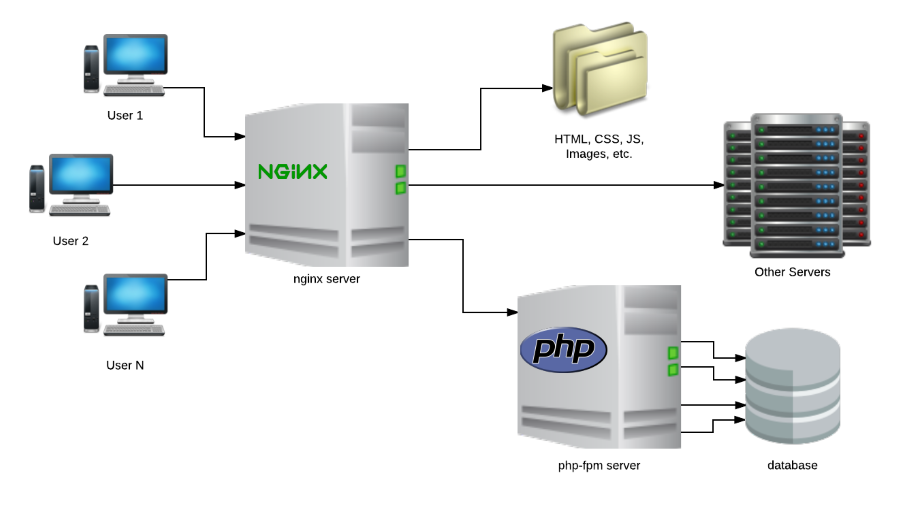 User 1
User 2
User N
NGiNX
nginx server
HTML, CSS, JS,
Images, etc.
Other Servers
php
php-fpm server
database